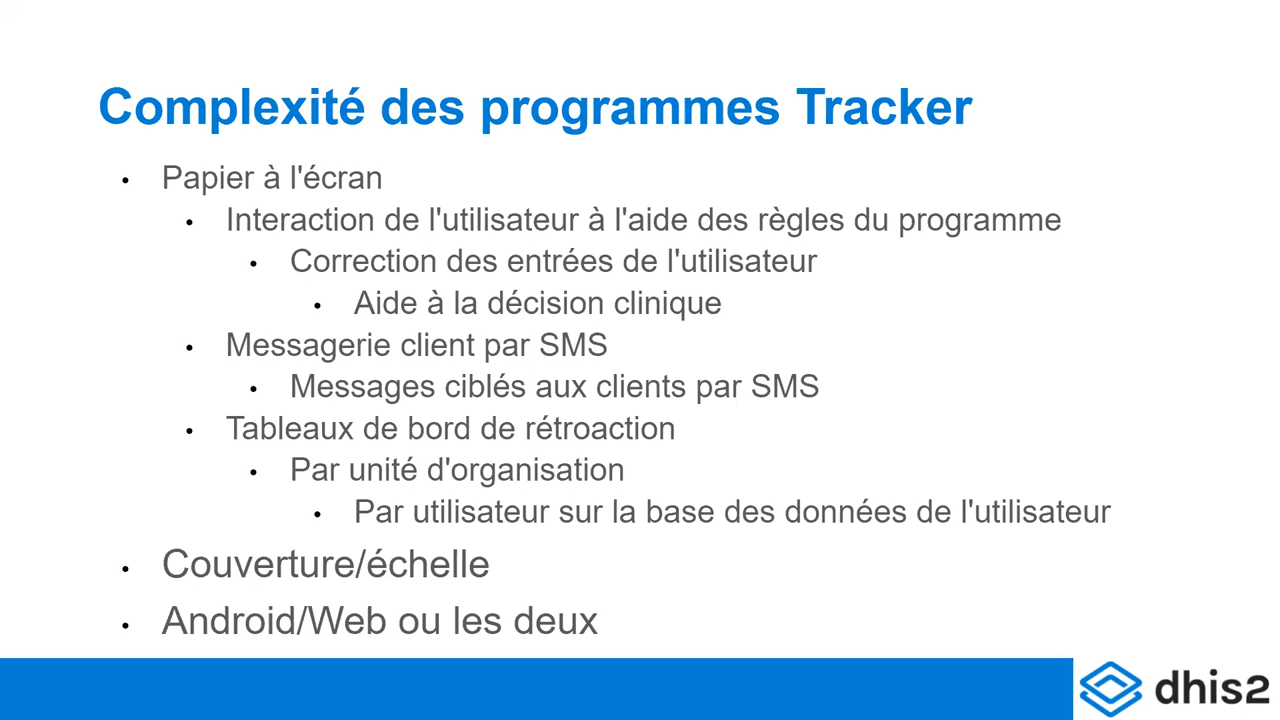 Complexité des programmes Tracker
• Papier à l'écran
• Interaction de l'utilisateur à l'aide des règles du programme
• Correction des entrées de l'utilisateur
• Aide à la décision clinique
• Messagerie client par SMS
• Messages ciblés aux clients par SMS
• Tableaux de bord de rétroaction
• Par unité d'organisation
• Par utilisateur sur la base des données de l'utilisateur
• Couverture/échelle
• Android/Web ou les deux
dhis2